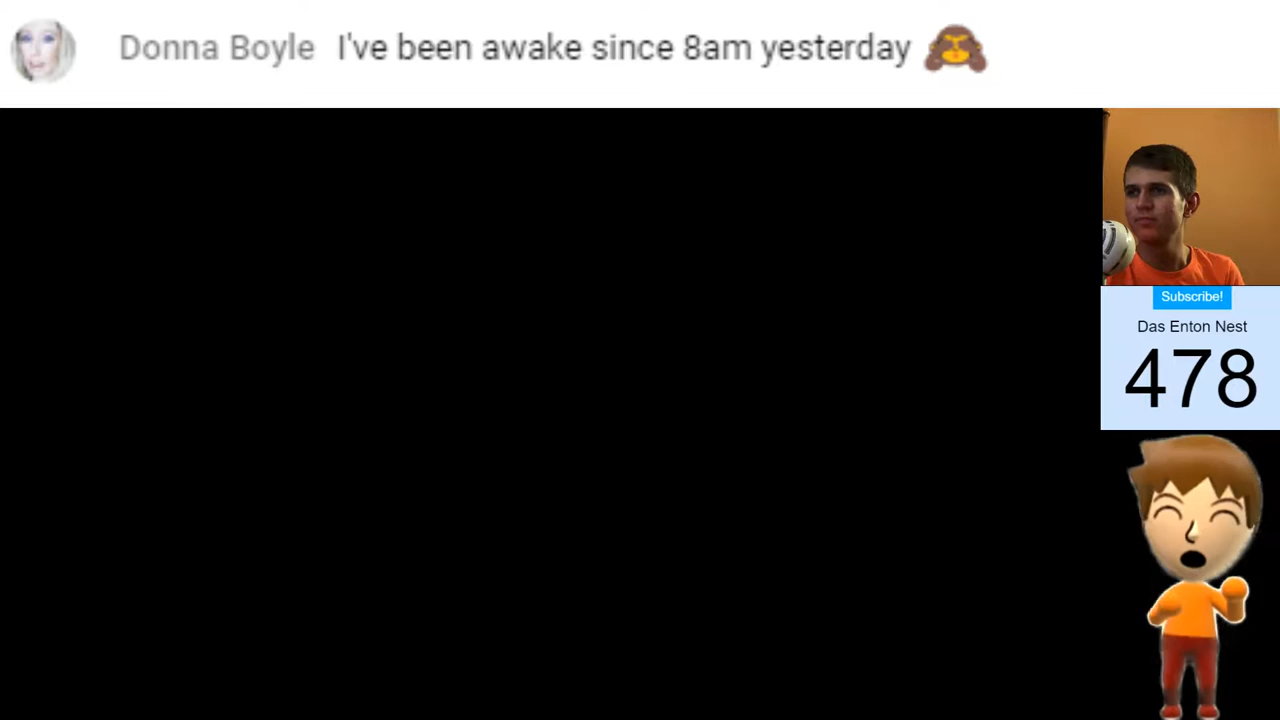 Donna Boyle I've been awake since 8am yesterday 🙈
Subscribe!
Das Enton Nest
478